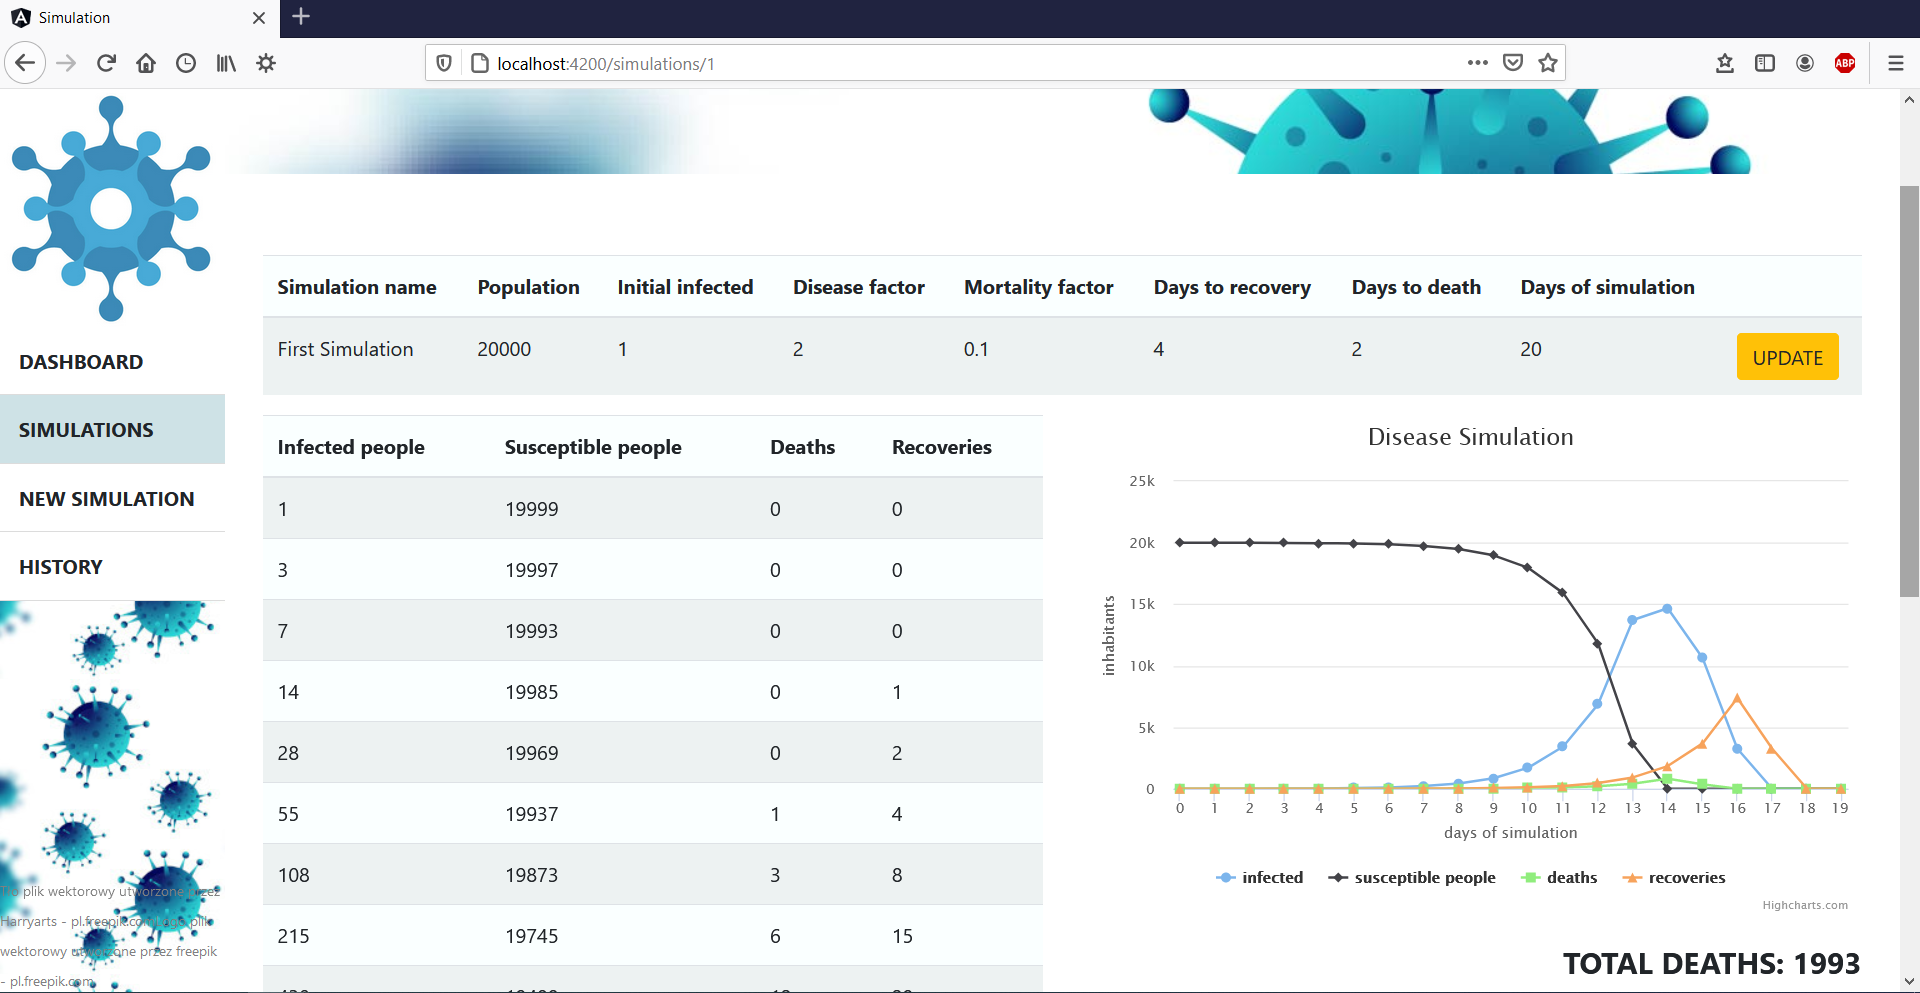 Simulation
localhost:4200/simulations/1
ABP
DASHBOARD
SIMULATIONS
NEW SIMULATION
HISTORY
Tło plik wektorowy utworzone przez
Harryarts - pl.freepik.com Logo plik
wektorowy utworzone przez freepik
- pl.freepik.com
Simulation name Population Initial infected Disease factor Mortality factor Days to recovery Days to death Days of simulation
First Simulation 20000 1 2 0.1 4 2 20 UPDATE
Infected people Susceptible people Deaths Recoveries
1 19999 0 0
3 19997 0 0
7 19993 0 0
14 19985 0 1
28 19969 0 2
55 19937 1 4
108 19873 3 8
215 19745 6 15
Disease Simulation
25k
20k
15k
10k
5k
0
inhabitants
0 1 2 3 4 5 6 7 8 9 10 11 12 13 14 15 16 17 18 19
days of simulation
infected susceptible people deaths recoveries
Highcharts.com
TOTAL DEATHS: 1993